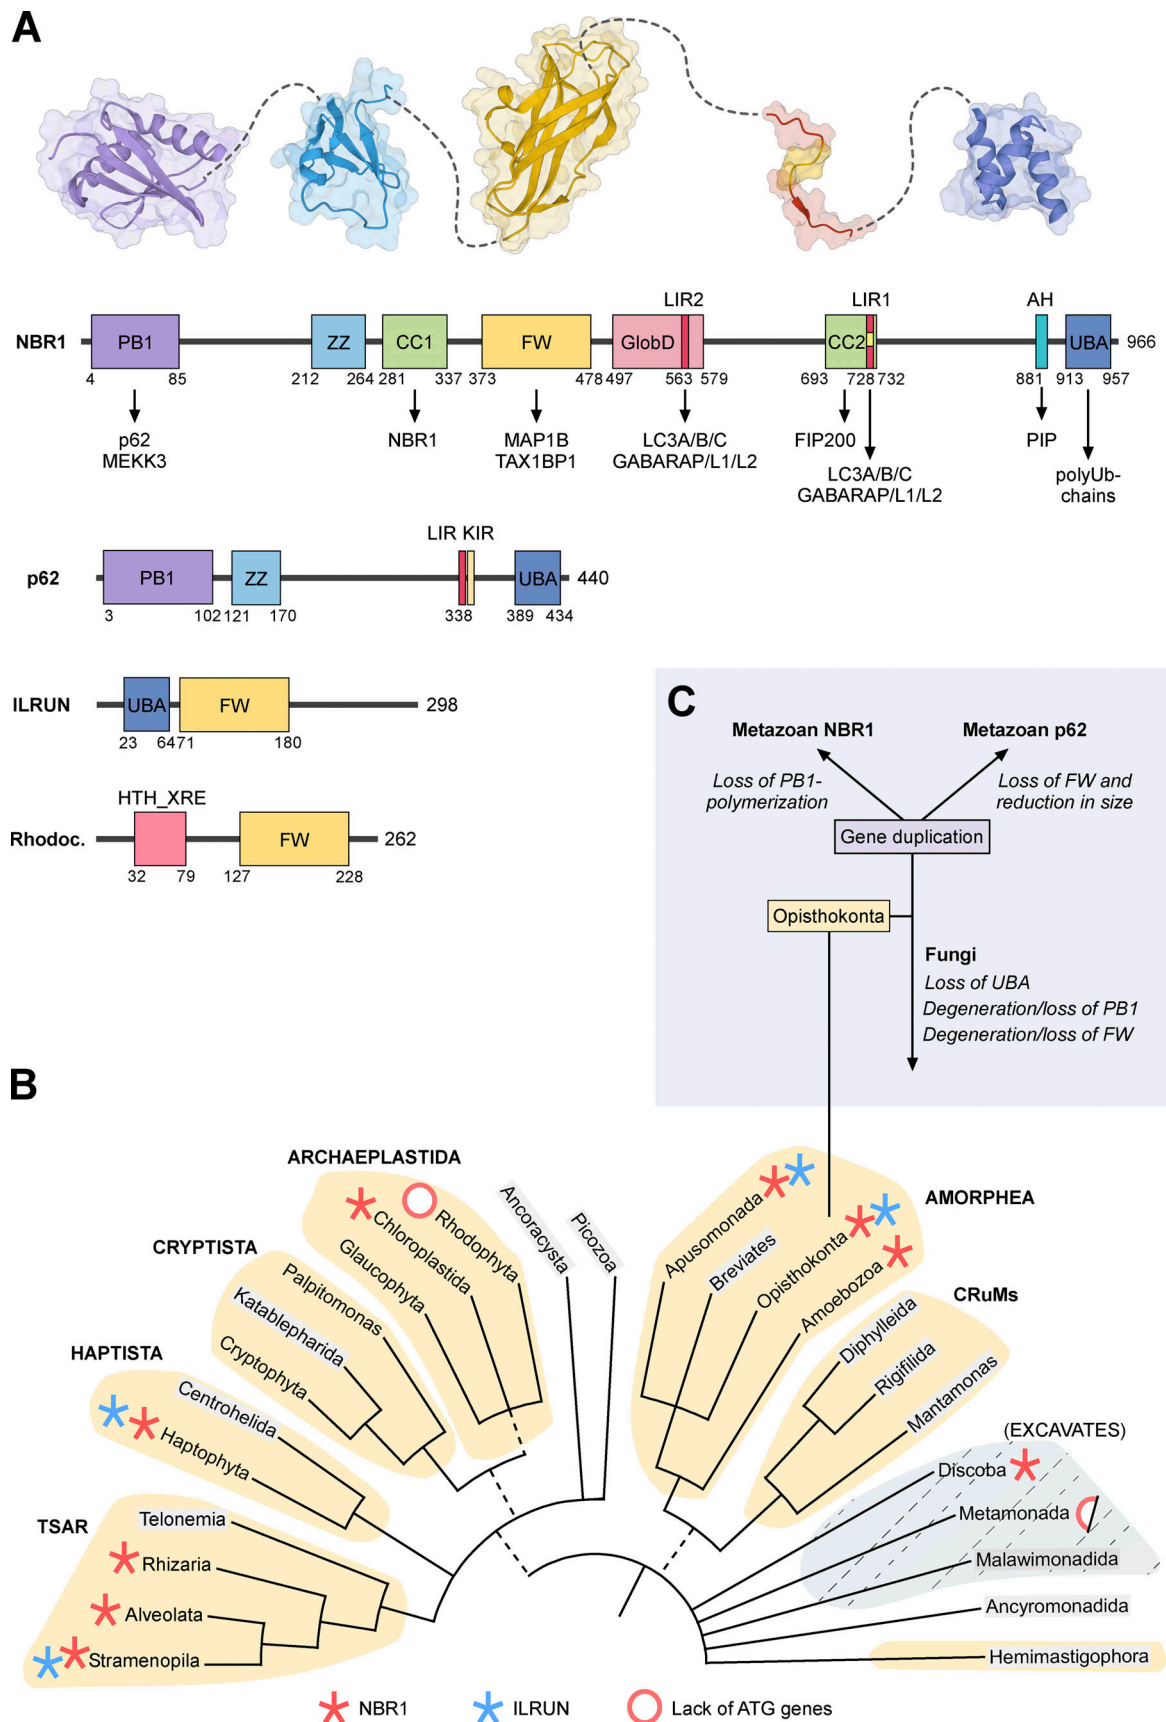 A
LIR2
LIR1
AH
NBR1
PB1
ZZ
CC1
FW
GlobD
CC2
UBA
966
4
85
212
264
281
337
373
478
497
563
579
693
728
732
881
913
957
p62
MEKK3
NBR1
MAP1B
TAX1BP1
LC3A/B/C
GABARAP/L1/L2
FIP200
LC3A/B/C
GABARAP/L1/L2
PIP
polyUb-
chains
LIR KIR
p62
PB1
ZZ
UBA
440
3
102
121
170
338
389
434
ILRUN
UBA
FW
298
23
64
71
180
HTH_XRE
Rhodoc.
FW
262
32
79
127
228
C
Metazoan NBR1
Metazoan p62
Loss of PB1-
polymerization
Loss of FW and
reduction in size
Gene duplication
Opisthokonta
Fungi
Loss of UBA
Degeneration/loss of PB1
Degeneration/loss of FW
B
ARCHAEPLASTIDA
Rhodophyta
Chloroplastida
Glaucophyta
Ancoracysta
Picozoa
CRYPTISTA
Palpitomonas
Katablepharida
Cryptophyta
HAPTISTA
Centrohelida
Haptophyta
TSAR
Telonemia
Rhizaria
Alveolata
Stramenopila
AMORPHEA
Apusomonada
Breviates
Opisthokonta
Amoebozoa
CRuMs
Diphylleida
Rigifilida
Mantamonas
(EXCAVATES)
Discoba
Metamonada
Malawimonadida
Ancyromonadida
Hemimastigophora
NBR1
ILRUN
Lack of ATG genes